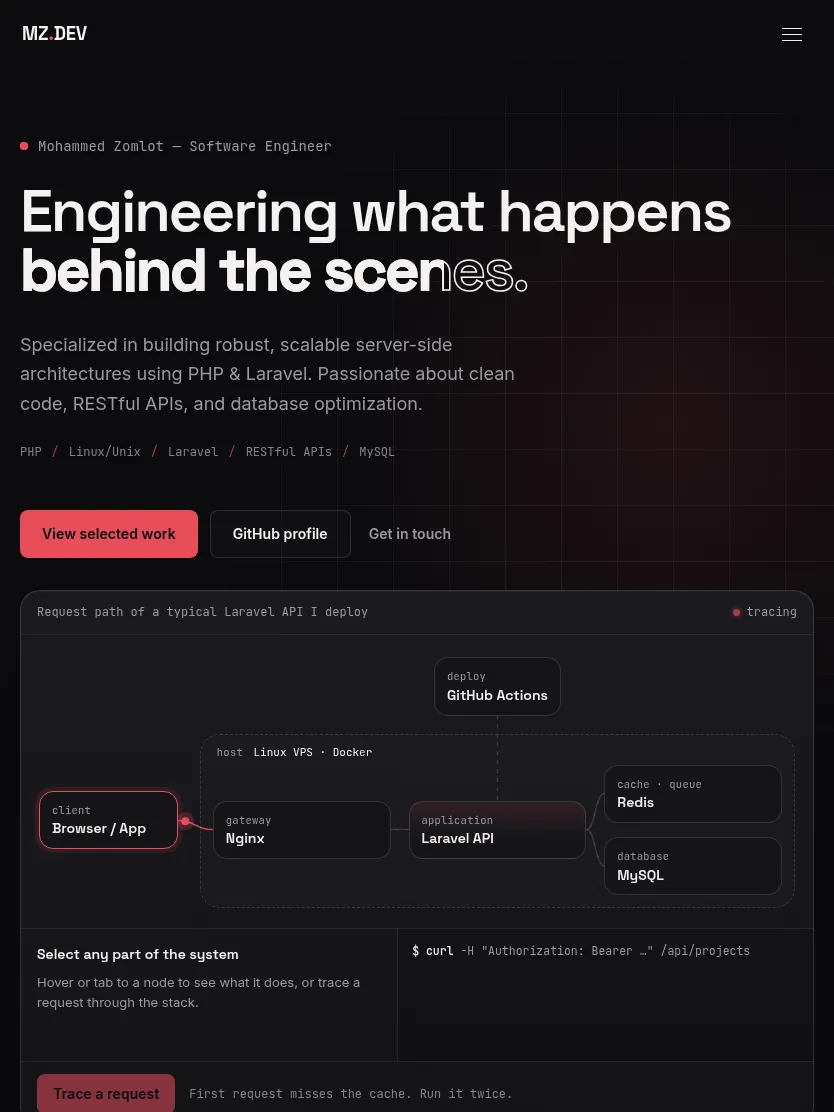 MZ.DEV
Mohammed Zomlot — Software Engineer
Engineering what happens
behind the scenes.
Specialized in building robust, scalable server-side
architectures using PHP & Laravel. Passionate about clean
code, RESTful APIs, and database optimization.
PHP / Linux/Unix / Laravel / RESTful APIs / MySQL
View selected work
GitHub profile
Get in touch
Request path of a typical Laravel API I deploy
tracing
deploy
GitHub Actions
host Linux VPS · Docker
client
Browser / App
gateway
Nginx
application
Laravel API
cache · queue
Redis
database
MySQL
Select any part of the system
Hover or tab to a node to see what it does, or trace a
request through the stack.
$ curl -H "Authorization: Bearer …" /api/projects
Trace a request
First request misses the cache. Run it twice.